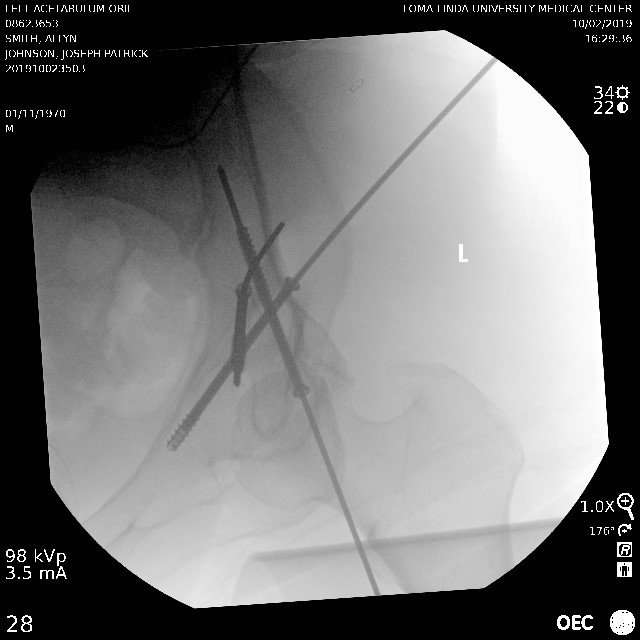 LEFT ACETABULUM ORIF
08623653
SMITH, ALLYN
JOHNSON, JOSEPH PATRICK
201910023503
01/11/1970
M
LOMA LINDA UNIVERSITY MEDICAL CENTER
10/02/2019
16:29:36
34
22
L
1.0X
176°
R
98 kVp
3.5 mA
28
OEC